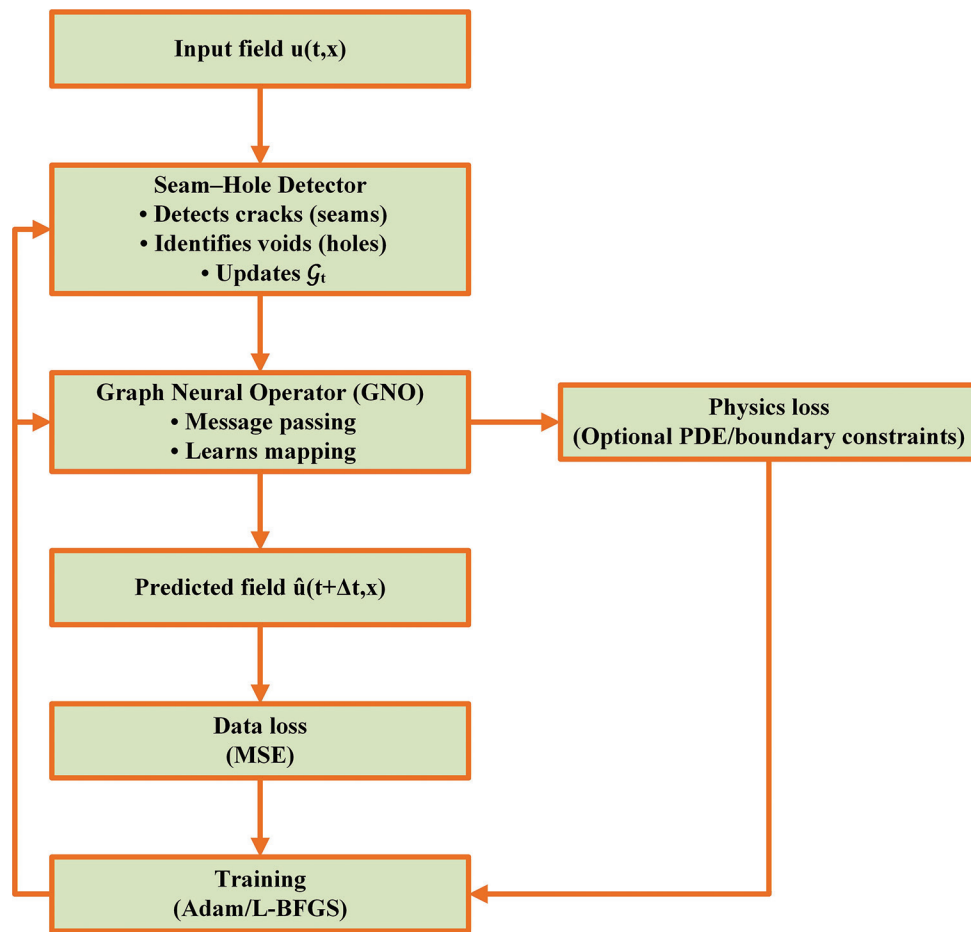 Input field u(t,x)
Seam–Hole Detector
• Detects cracks (seams)
• Identifies voids (holes)
• Updates 𝒢ₜ
Graph Neural Operator (GNO)
• Message passing
• Learns mapping
Physics loss
(Optional PDE/boundary constraints)
Predicted field û(t+Δt,x)
Data loss
(MSE)
Training
(Adam/L-BFGS)